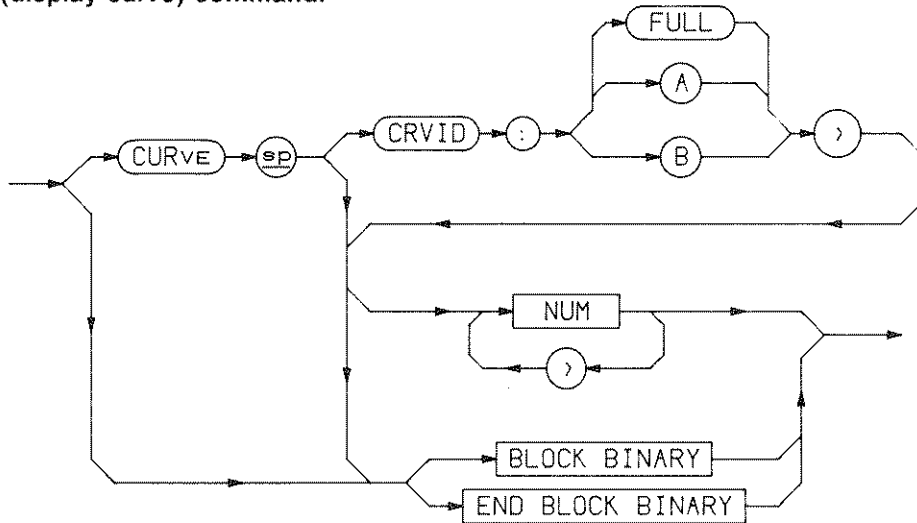 (display curve) command.
FULL
A
CURVE sp CRVID : B ,
NUM
,
BLOCK BINARY
END BLOCK BINARY